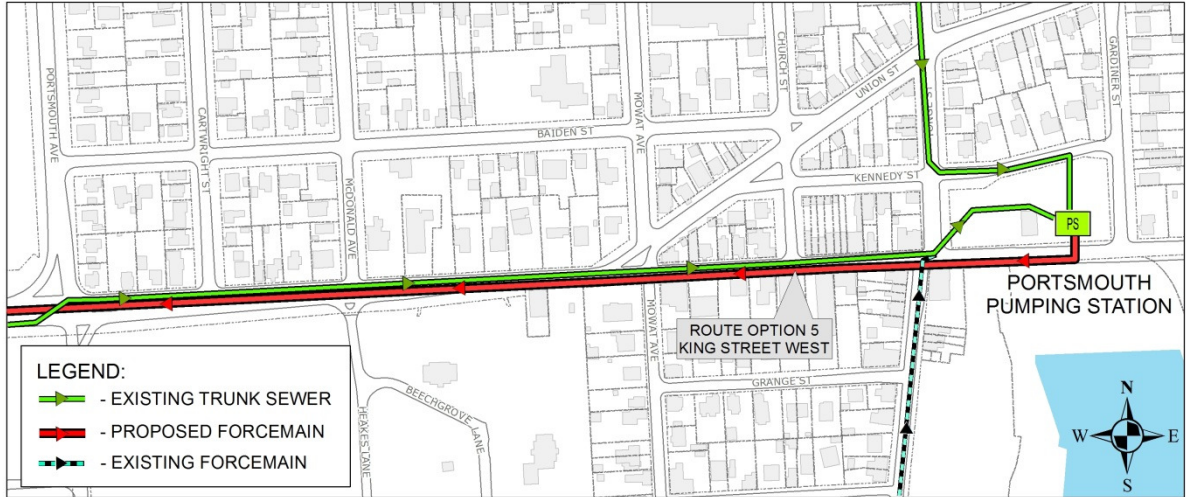 PORTSMOUTH AVE
CARTWRIGHT ST
McDONALD AVE
MOWAT AVE
CHURCH ST
UNION ST
GARDINER ST
BAIDEN ST
KENNEDY ST
PS
PORTSMOUTH
PUMPING STATION
ROUTE OPTION 5
KING STREET WEST
MOWAT AVE
GRANGE ST
BEECHGROVE LANE
HEAKES LANE
LEGEND:
- EXISTING TRUNK SEWER
- PROPOSED FORCEMAIN
- EXISTING FORCEMAIN
N
W
E
S